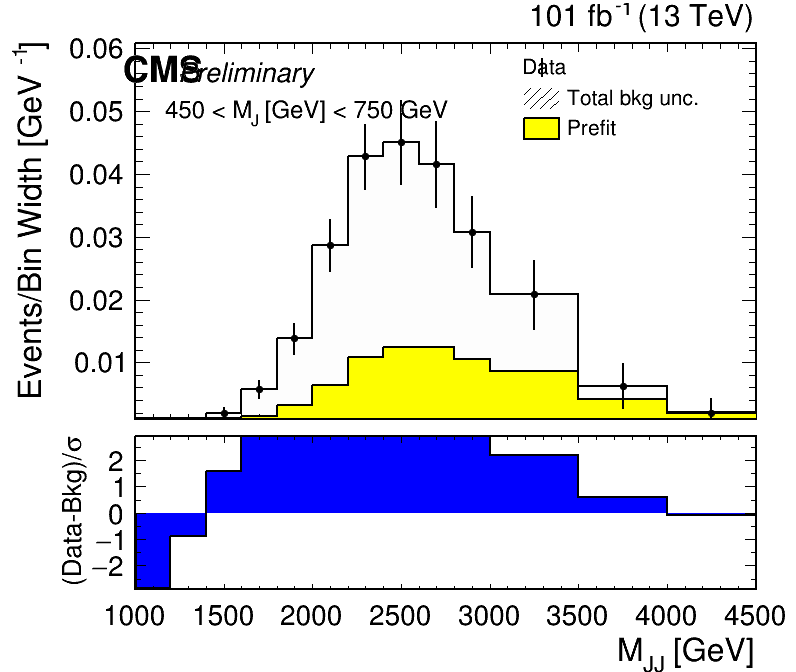 101 fb⁻¹ (13 TeV)
CMS Preliminary
450 < M_J [GeV] < 750 GeV
Data
Total bkg unc.
Prefit
Events/Bin Width [GeV⁻¹]
0.06
0.05
0.04
0.03
0.02
0.01
(Data-Bkg)/σ
2
1
0
−1
−2
1000 1500 2000 2500 3000 3500 4000 4500
M_JJ [GeV]